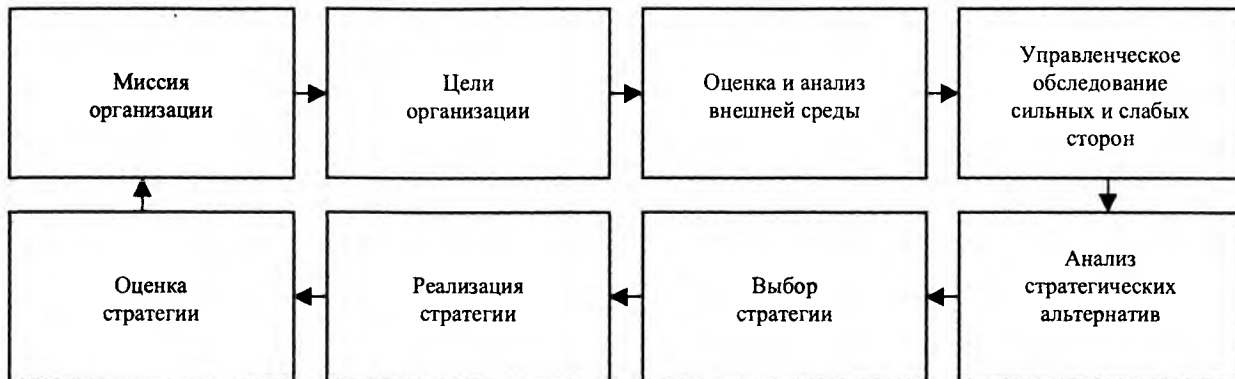 Миссия
организации
Цели
организации
Оценка и анализ
внешней среды
Управленческое
обследование
сильных и слабых
сторон
Оценка
стратегии
Реализация
стратегии
Выбор
стратегии
Анализ
стратегических
альтернатив